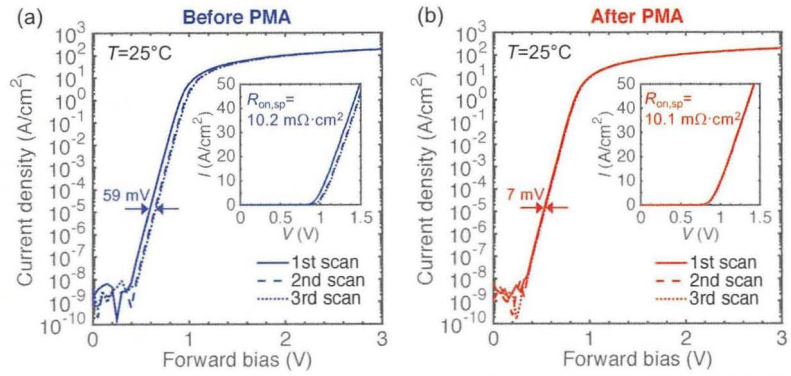 (a) Before PMA
Current density (A/cm²)
10³
10²
10¹
10⁰
10⁻¹
10⁻²
10⁻³
10⁻⁴
10⁻⁵
10⁻⁶
10⁻⁷
10⁻⁸
10⁻⁹
10⁻¹⁰
T=25°C
59 mV
I (A/cm²)
50
40
30
20
10
0
Ron,sp=
10.2 mΩ·cm²
0 0.5 1 1.5
V (V)
1st scan
2nd scan
3rd scan
0 1 2 3
Forward bias (V)
(b) After PMA
Current density (A/cm²)
10³
10²
10¹
10⁰
10⁻¹
10⁻²
10⁻³
10⁻⁴
10⁻⁵
10⁻⁶
10⁻⁷
10⁻⁸
10⁻⁹
10⁻¹⁰
T=25°C
7 mV
I (A/cm²)
50
40
30
20
10
0
Ron,sp=
10.1 mΩ·cm²
0 0.5 1 1.5
V (V)
1st scan
2nd scan
3rd scan
0 1 2 3
Forward bias (V)